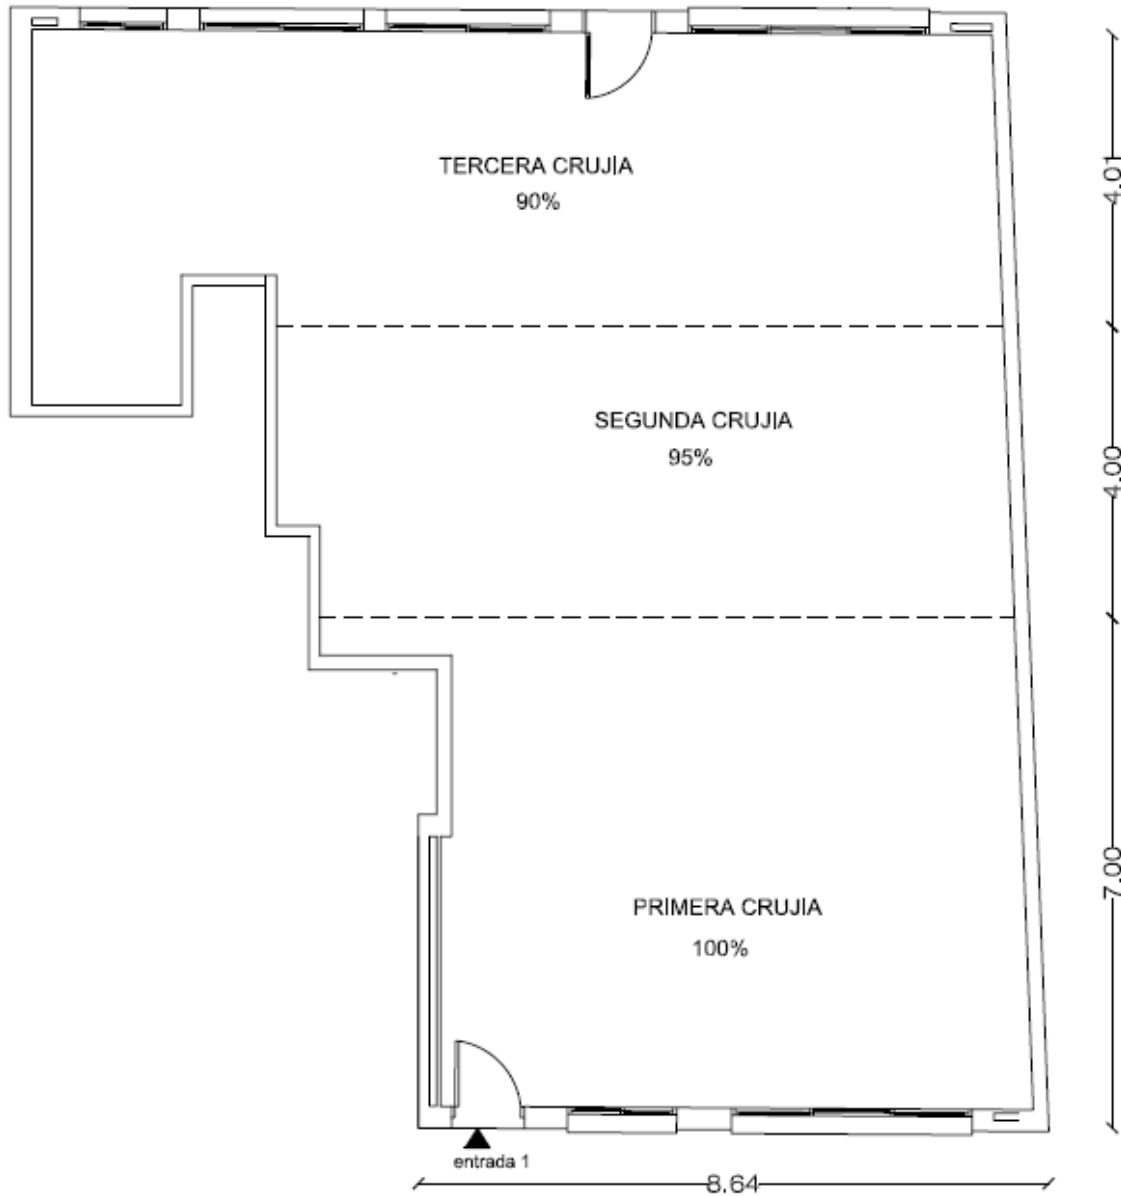 TERCERA CRUJIA
90%
4.01
SEGUNDA CRUJIA
95%
4.00
PRIMERA CRUJIA
100%
7.00
entrada 1
8.64